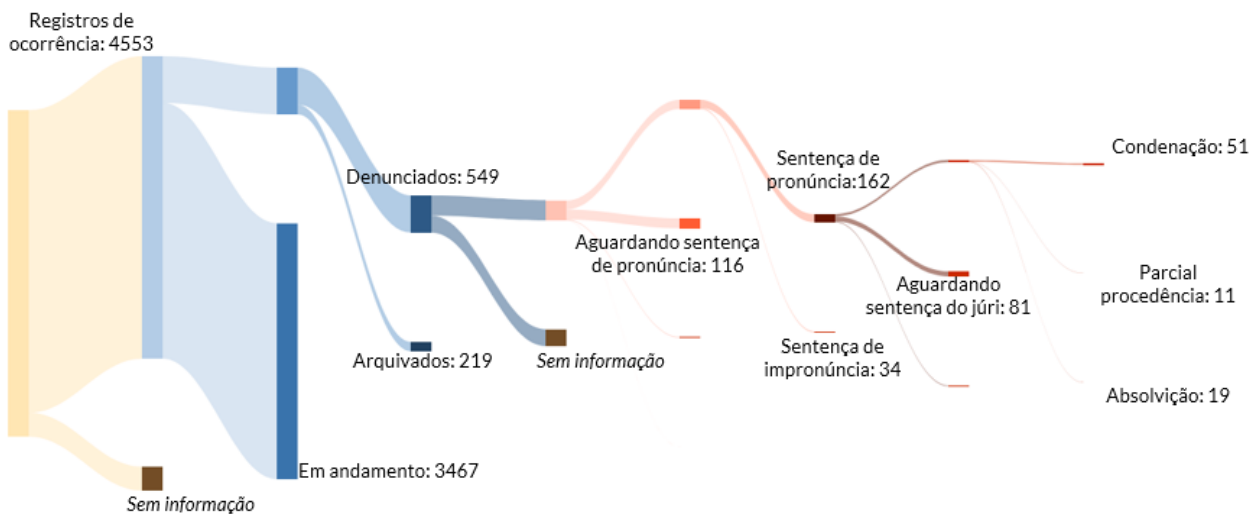 Registros de
ocorrência: 4553
Denunciados: 549
Sentença de
pronúncia:162
Condenação: 51
Aguardando sentença
de pronúncia: 116
Aguardando
sentença do júri: 81
Parcial
procedência: 11
Arquivados: 219
Sem informação
Sentença de
impronúncia: 34
Absolvição: 19
Em andamento: 3467
Sem informação